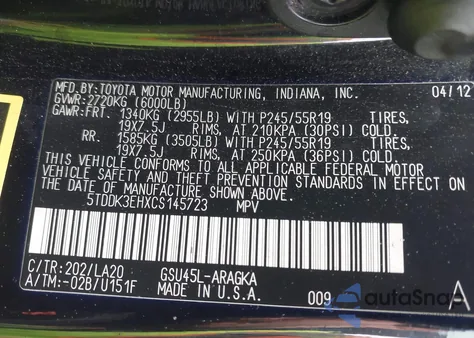 MFD.BY:TOYOTA MOTOR MANUFACTURING, INDIANA, INC. 04/12
GVWR:2720KG (6000LB)
GAWR:FRT. 1340KG (2955LB) WITH P245/55R19 TIRES,
19X7.5J RIMS, AT 210KPA (30PSI) COLD.
RR. 1585KG (3505LB) WITH P245/55R19 TIRES,
19X7.5J RIMS, AT 250KPA (36PSI) COLD.
THIS VEHICLE CONFORMS TO ALL APPLICABLE FEDERAL MOTOR
VEHICLE SAFETY AND THEFT PREVENTION STANDARDS IN EFFECT ON
THE DATE OF MANUFACTURE SHOWN ABOVE.
5TDDK3EHXCS145723 MPV
C/TR:202/LA20 GSU45L-ARAGKA
A/TM:-02B/U151F MADE IN U.S.A. 009 A
autoSnap